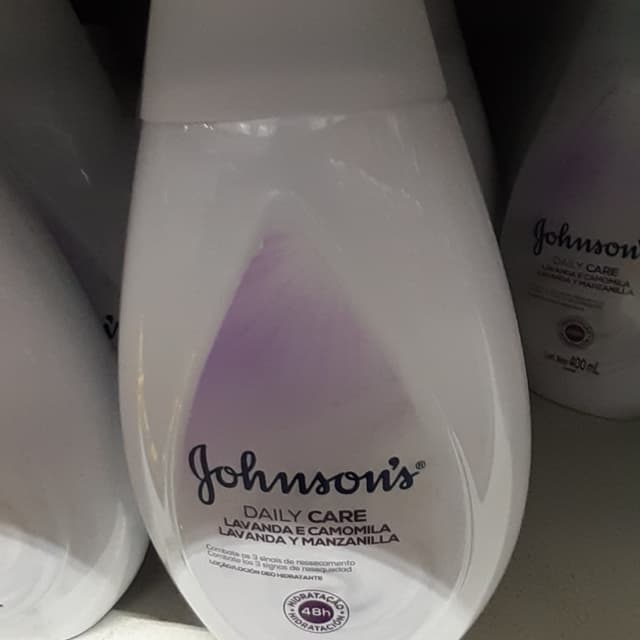 Johnson's®
DAILY CARE
LAVANDA E CAMOMILA
LAVANDA Y MANZANILLA
Combate os 3 sinais de ressecamento
Combate los 3 signos de resequedad
LOÇÃO/LOCIÓN DEO HIDRATANTE
HIDRATAÇÃO
48h
HIDRATACIÓN
Johnson'
DAILY CARE
LAVANDA E CAMOMILA
LAVANDA Y MANZANILLA
400 mL